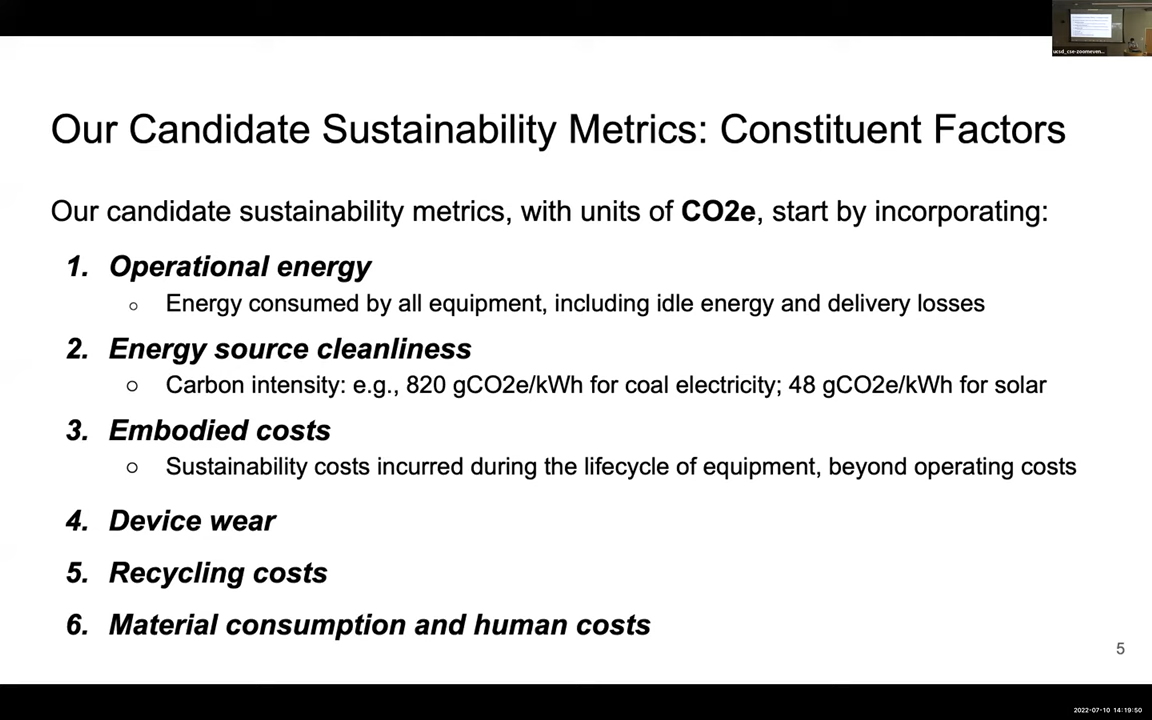 ucsd_cse-zoomeven...
Our Candidate Sustainability Metrics: Constituent Factors
Our candidate sustainability metrics, with units of CO2e, start by incorporating:
1. Operational energy
○ Energy consumed by all equipment, including idle energy and delivery losses
2. Energy source cleanliness
○ Carbon intensity: e.g., 820 gCO2e/kWh for coal electricity; 48 gCO2e/kWh for solar
3. Embodied costs
○ Sustainability costs incurred during the lifecycle of equipment, beyond operating costs
4. Device wear
5. Recycling costs
6. Material consumption and human costs
5
2022-07-10 14:19:50